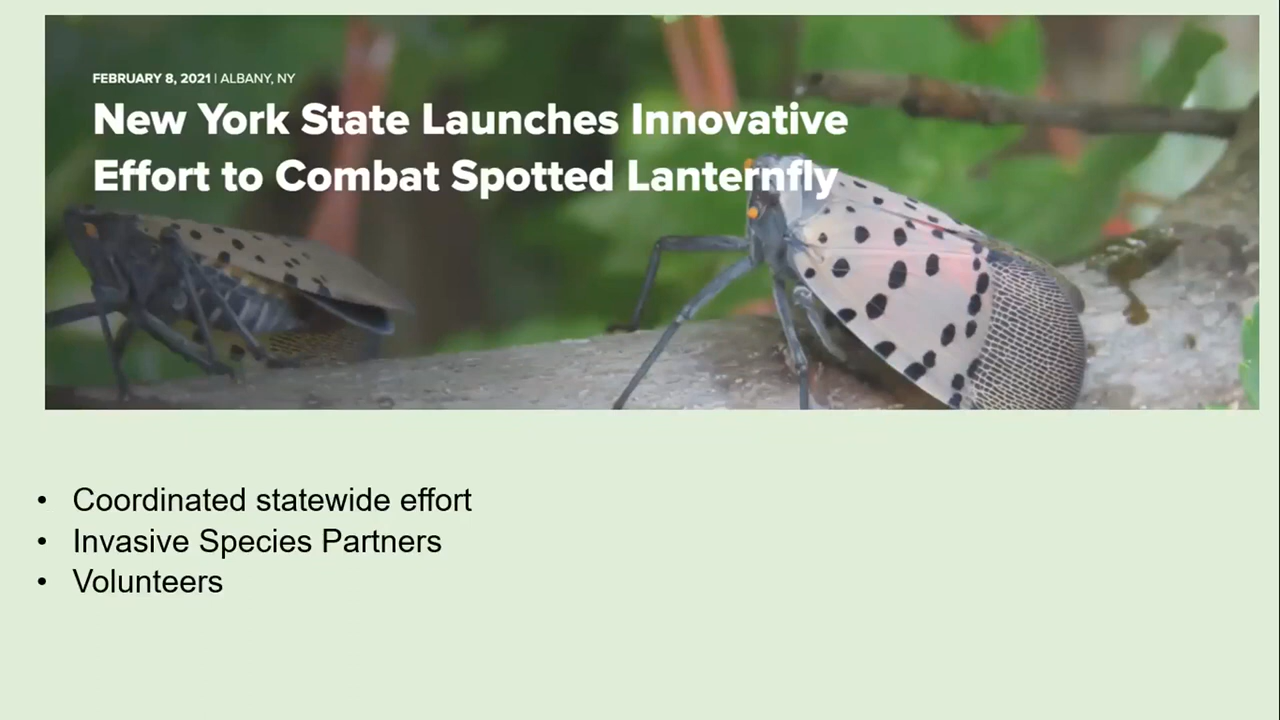 FEBRUARY 8, 2021 | ALBANY, NY
New York State Launches Innovative
Effort to Combat Spotted Lanternfly
• Coordinated statewide effort
• Invasive Species Partners
• Volunteers